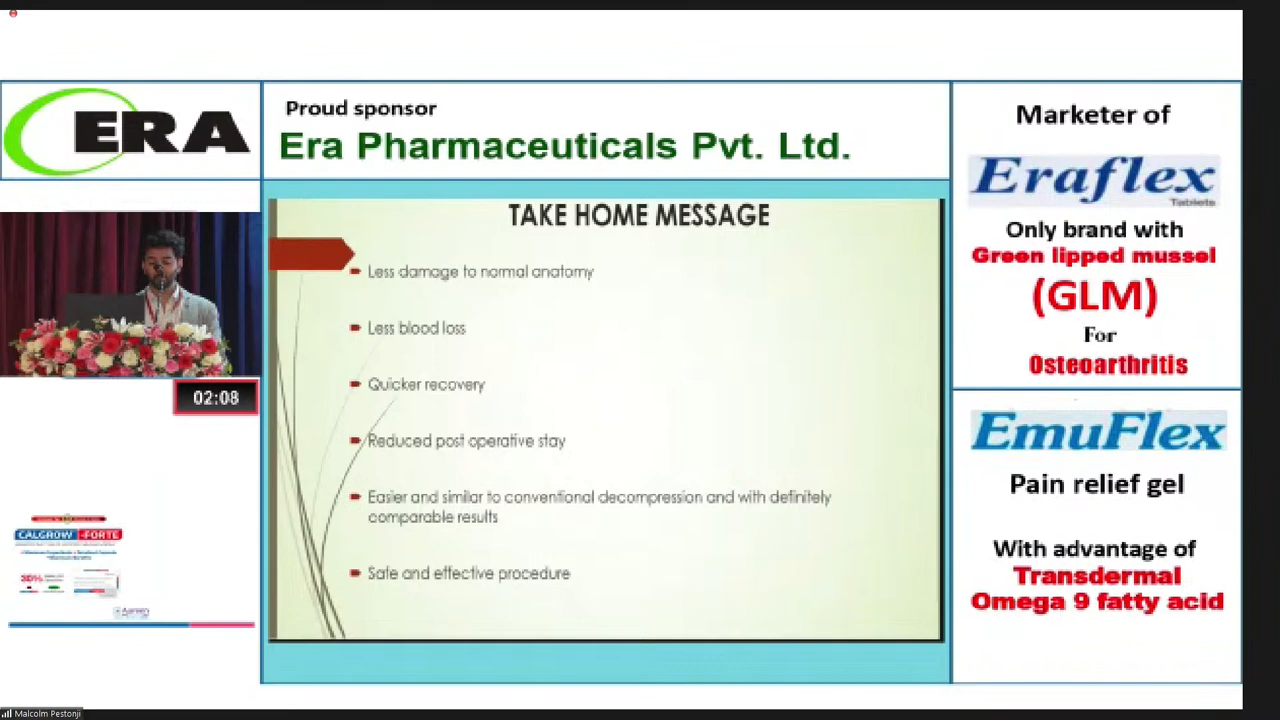 ERA
Proud sponsor
Era Pharmaceuticals Pvt. Ltd.
TAKE HOME MESSAGE
Less damage to normal anatomy
Less blood loss
Quicker recovery
Reduced post operative stay
Easier and similar to conventional decompression and with definitely
comparable results
Safe and effective procedure
02:08
CALGROW -FORTE
Marketer of
Eraflex
Tablets
Only brand with
Green lipped mussel
(GLM)
For
Osteoarthritis
EmuFlex
Pain relief gel
With advantage of
Transdermal
Omega 9 fatty acid
Malcolm Pestonji